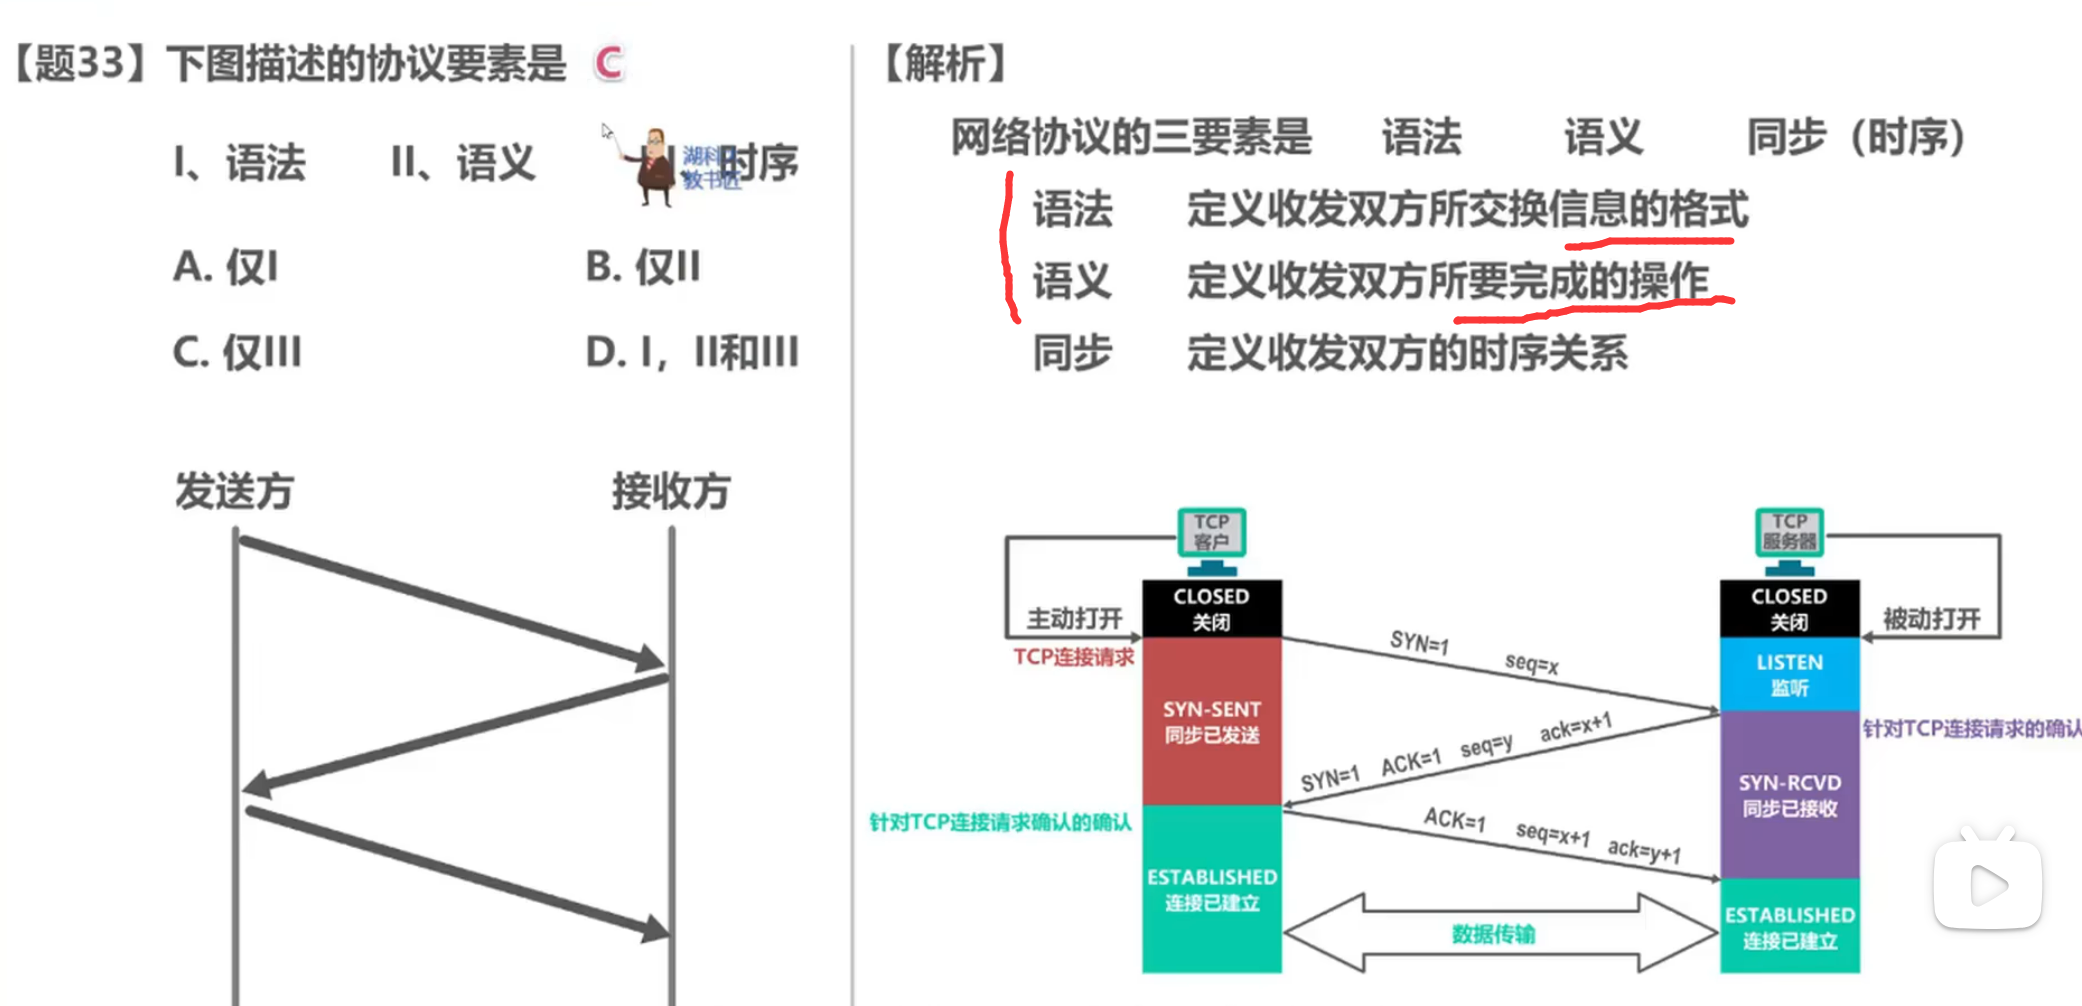 【题33】下图描述的协议要素是 C
I、语法 II、语义 、时序
湖科
教书匠
A. 仅I B. 仅II
C. 仅III D. I，II和III
发送方 接收方
【解析】
网络协议的三要素是 语法 语义 同步（时序）
语法 定义收发双方所交换信息的格式
语义 定义收发双方所要完成的操作
同步 定义收发双方的时序关系
TCP
客户
TCP
服务器
CLOSED
关闭
CLOSED
关闭
主动打开
被动打开
TCP连接请求
SYN=1 seq=x
LISTEN
监听
SYN-SENT
同步已发送
SYN=1 ACK=1 seq=y ack=x+1
针对TCP连接请求的确认
SYN-RCVD
同步已接收
针对TCP连接请求确认的确认
ACK=1 seq=x+1 ack=y+1
ESTABLISHED
连接已建立
数据传输
ESTABLISHED
连接已建立